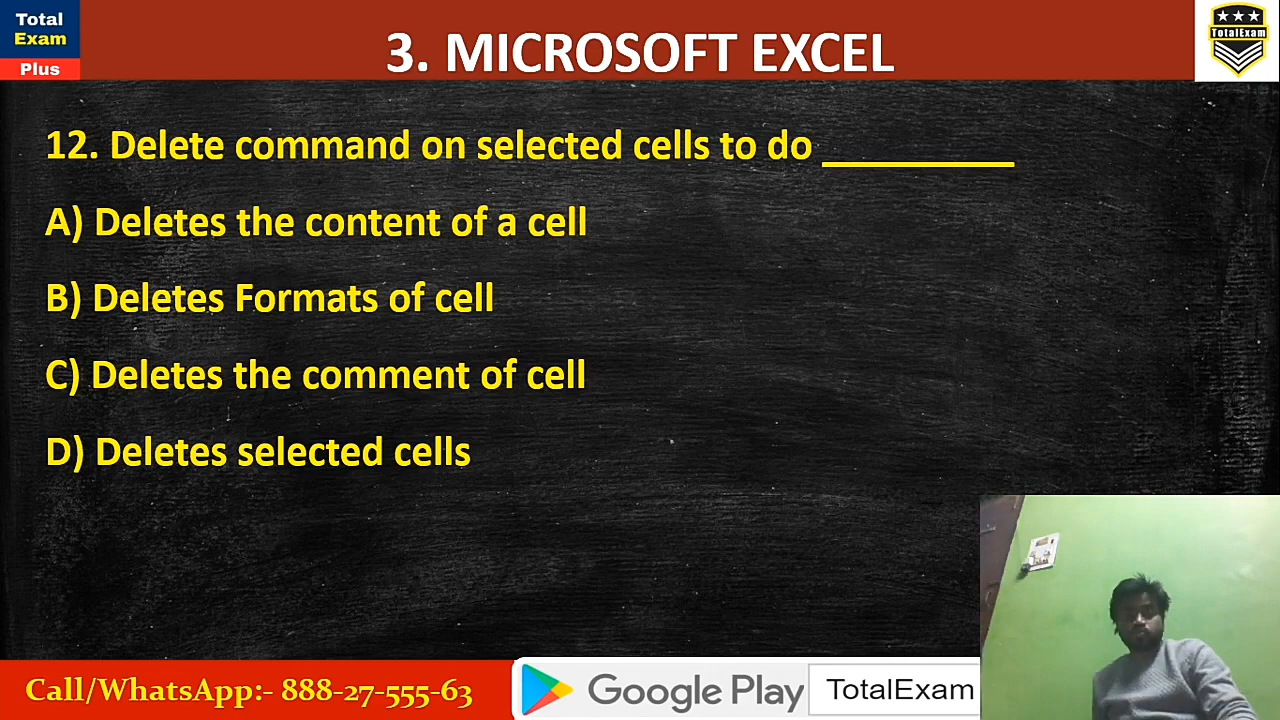 Total
Exam
Plus
3. MICROSOFT EXCEL
TotalExam
12. Delete command on selected cells to do __________
A) Deletes the content of a cell
B) Deletes Formats of cell
C) Deletes the comment of cell
D) Deletes selected cells
Call/WhatsApp:- 888-27-555-63
Google Play
TotalExam